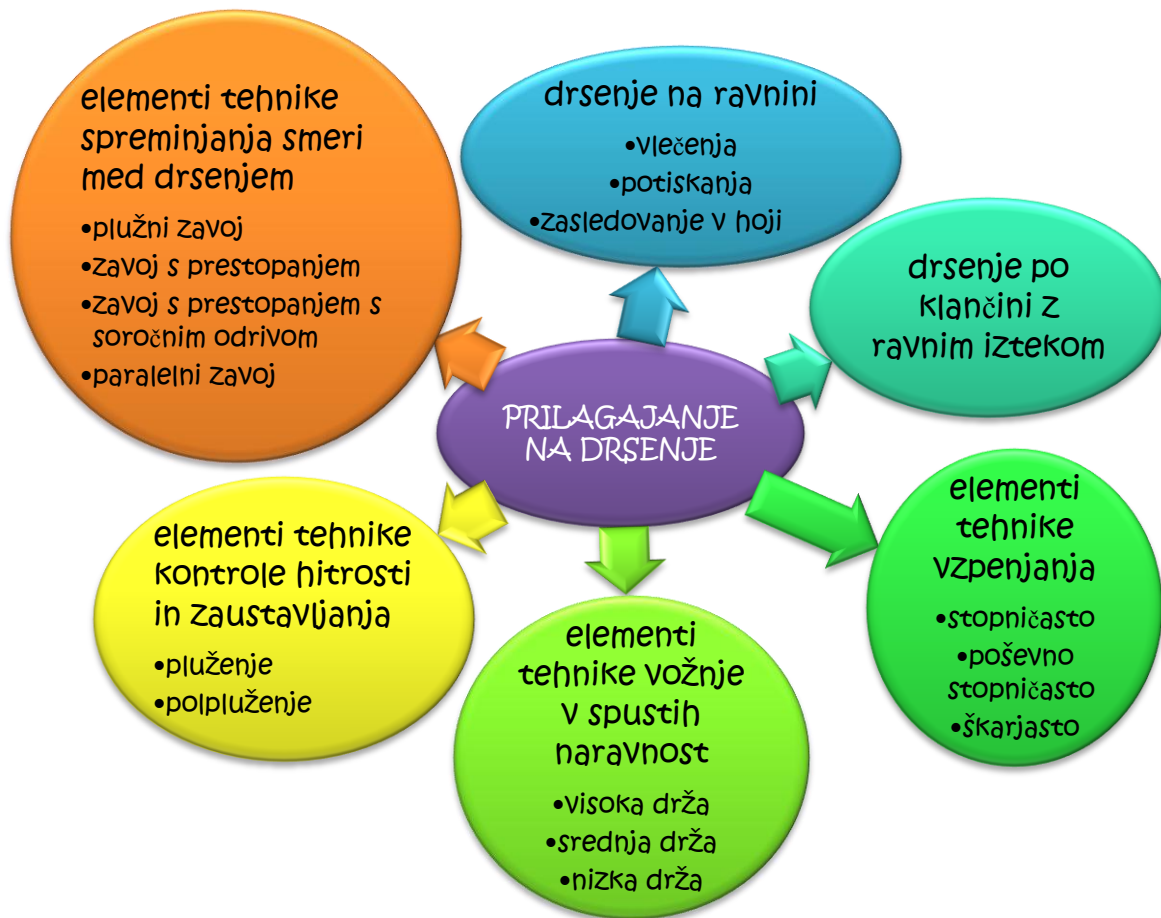 elementi tehnike
spreminjanja smeri
med drsenjem
•plužni zavoj
•zavoj s prestopanjem
•zavoj s prestopanjem s
soročnim odrivom
•paralelni zavoj
drsenje na ravnini
•vlečenja
•potiskanja
•zasledovanje v hoji
drsenje po
klančini z
ravnim iztekom
PRILAGAJANJE
NA DRSENJE
elementi
tehnike
vzpenjanja
•stopničasto
•poševno
stopničasto
•škarjasto
elementi tehnike
kontrole hitrosti
in zaustavljanja
•pluženje
•polpluženje
elementi
tehnike vožnje
v spustih
naravnost
•visoka drža
•srednja drža
•nizka drža